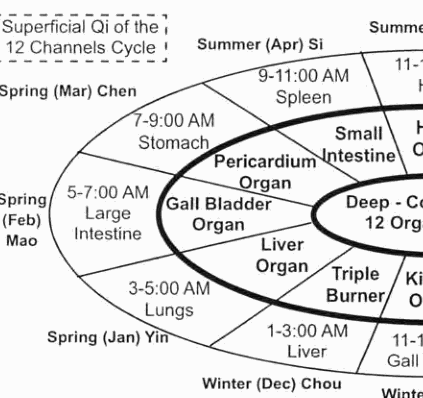 Superficial Qi of the
12 Channels Cycle
Summer (Apr) Si
Spring (Mar) Chen
9-11:00 AM
Spleen
7-9:00 AM
Stomach
Small
Intestine
Pericardium
Organ
Spring
(Feb)
Mao
5-7:00 AM
Large
Intestine
Gall Bladder
Organ
Deep -
12
Liver
Organ
Triple
Burner
3-5:00 AM
Lungs
Spring (Jan) Yin
1-3:00 AM
Liver
Gall
Winter (Dec) Chou